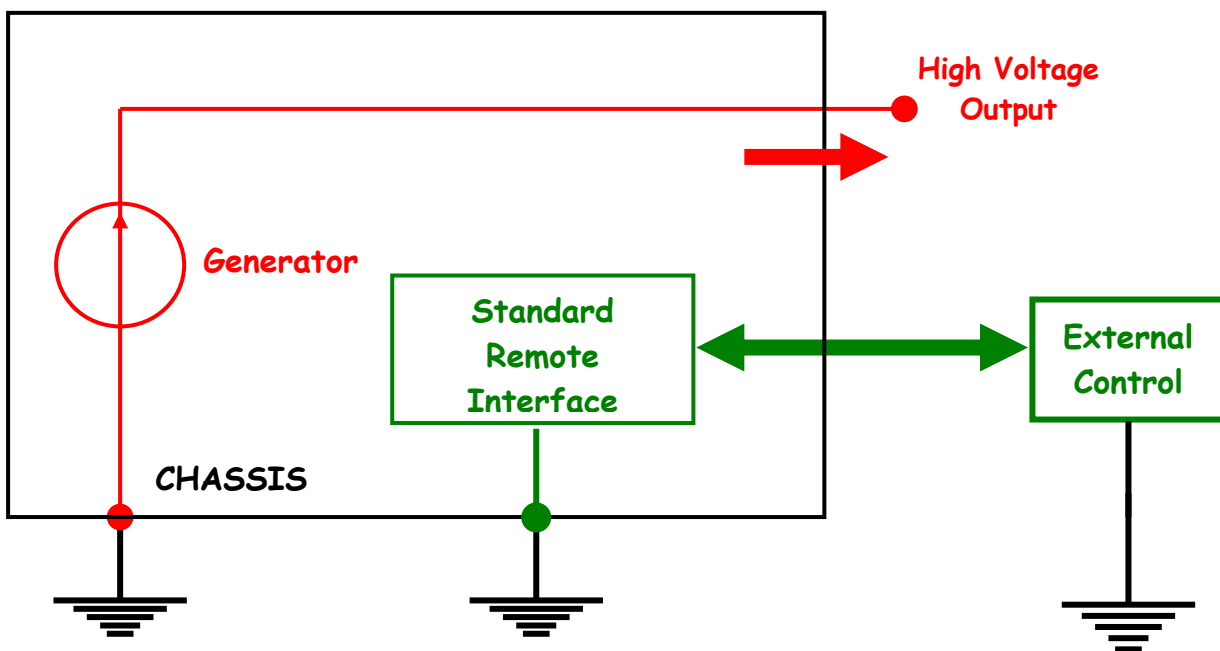 High Voltage
Output
Generator
Standard
Remote
Interface
External
Control
CHASSIS